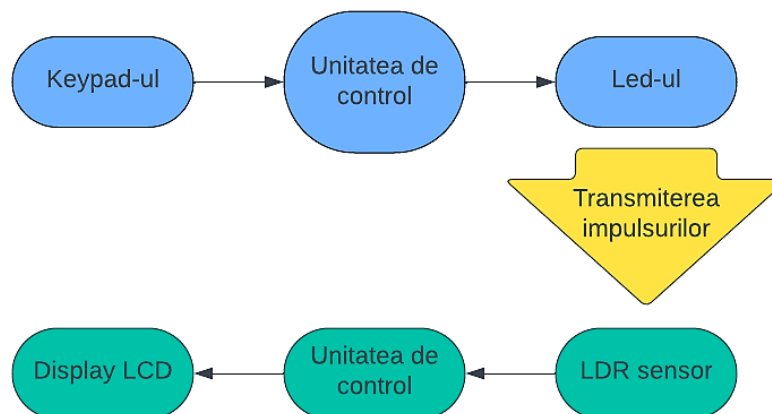 Keypad-ul
Unitatea de
control
Led-ul
Transmiterea
impulsurilor
Display LCD
Unitatea de
control
LDR sensor